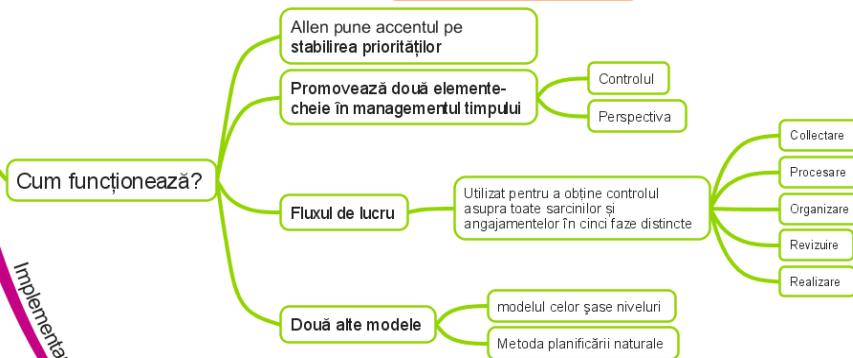 Allen pune accentul pe
stabilirea priorităților
Promovează două elemente-
cheie în managementul timpului
Controlul
Perspectiva
Cum funcționează?
Fluxul de lucru
Utilizat pentru a obține controlul
asupra toate sarcinilor și
angajamentelor în cinci faze distincte
Collectare
Procesare
Organizare
Revizuire
Realizare
Două alte modele
modelul celor șase niveluri
Metoda planificării naturale